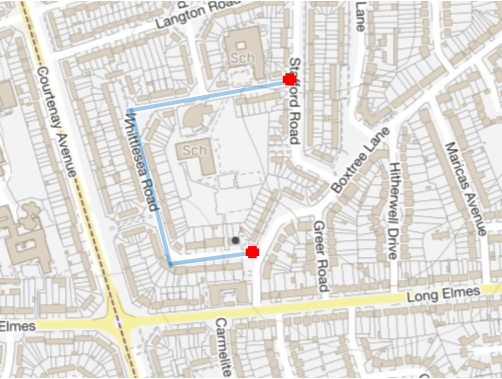 Langton Road
d
Lane
Sch
Stafford Road
Courtenay Avenue
Whittlesea Road
Sch
Boxtree Lane
Hitherwell Drive
Maricas Avenue
Greer Road
Long Elmes
Elmes
Carmelite